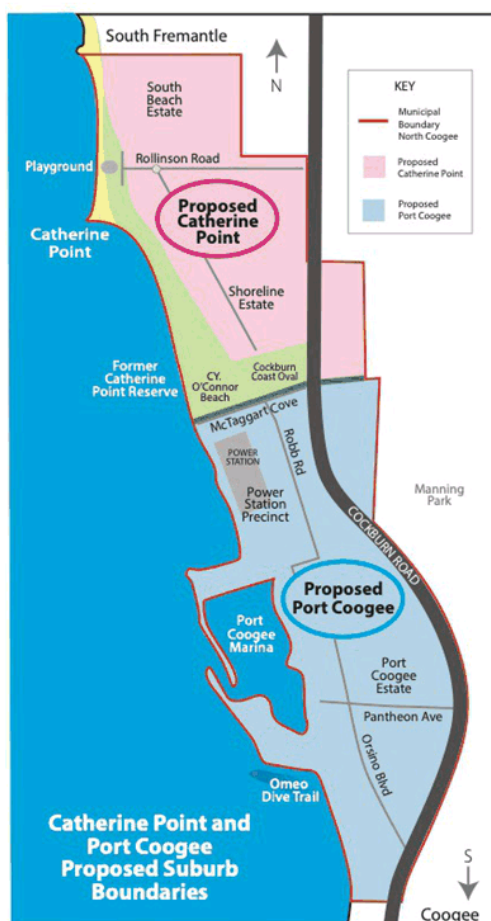 South Fremantle
N
KEY
Municipal
Boundary
North Coogee
Proposed
Catherine Point
Proposed
Port Coogee
South
Beach
Estate
Rollinson Road
Playground
Proposed
Catherine
Point
Catherine
Point
Shoreline
Estate
Former
Catherine
Point Reserve
CY.
O'Connor
Beach
Cockburn
Coast Oval
McTaggart Cove
Robb Rd
POWER
STATION
Power
Station
Precinct
Manning
Park
COCKBURN ROAD
Proposed
Port Coogee
Port
Coogee
Marina
Port
Coogee
Estate
Pantheon Ave
Orsino Blvd
Omeo
Dive Trail
Catherine Point and
Port Coogee
Proposed Suburb
Boundaries
S
Coogee